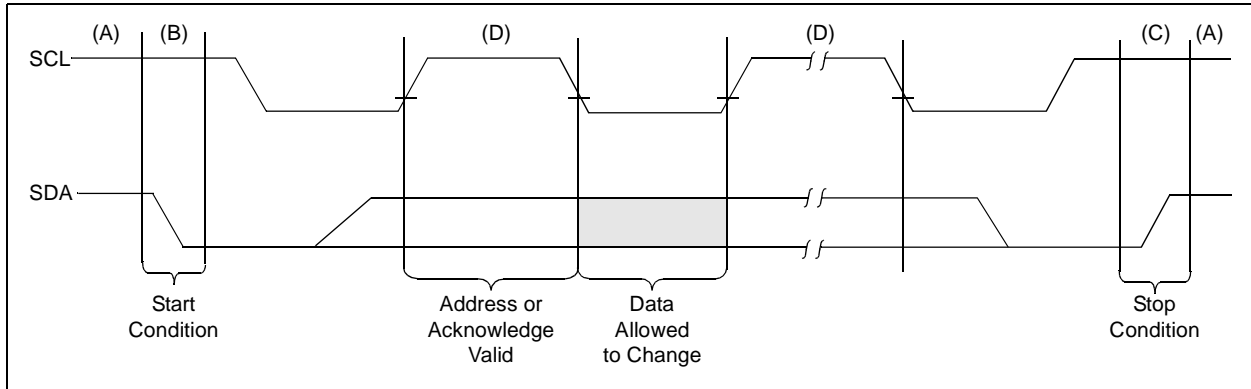 (A) (B) (D) (D) (C) (A)
SCL
SDA
Start
Condition
Address or
Acknowledge
Valid
Data
Allowed
to Change
Stop
Condition